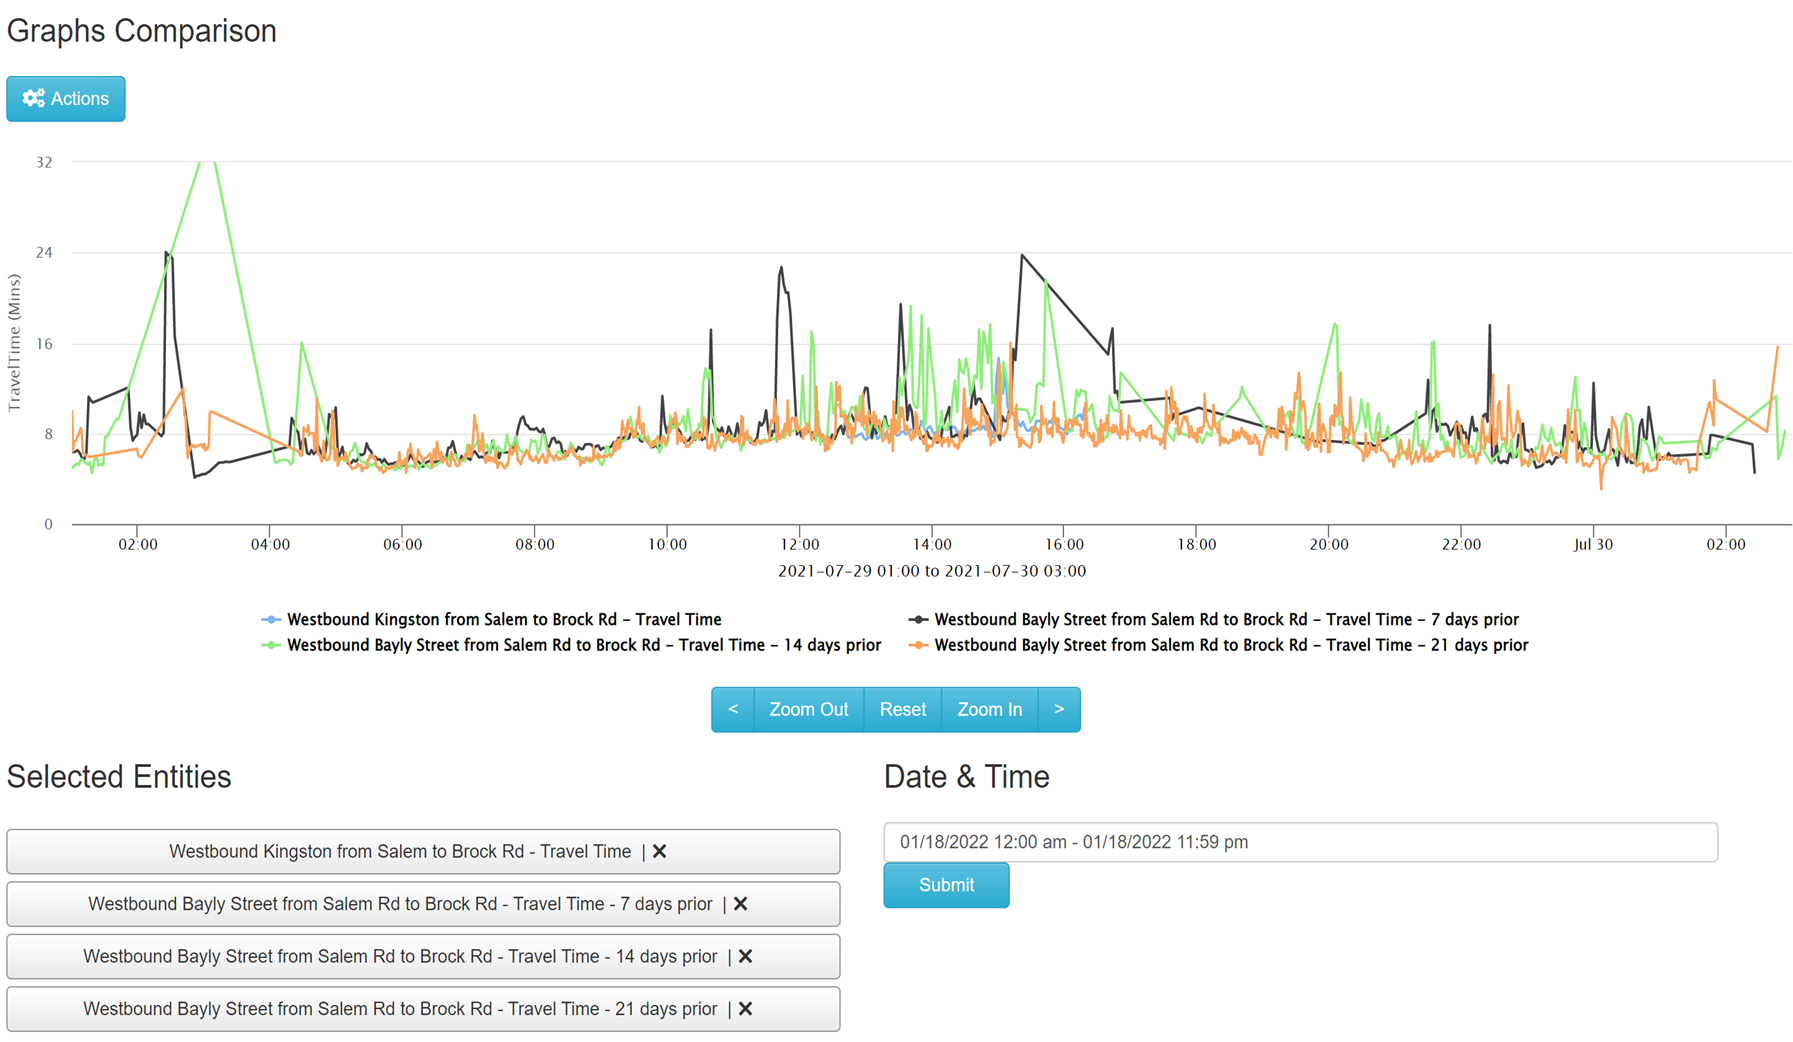 Graphs Comparison
Actions
TravelTime (Mins)
32
24
16
8
0
02:00 04:00 06:00 08:00 10:00 12:00 14:00 16:00 18:00 20:00 22:00 Jul 30 02:00
2021-07-29 01:00 to 2021-07-30 03:00
Westbound Kingston from Salem to Brock Rd - Travel Time
Westbound Bayly Street from Salem Rd to Brock Rd - Travel Time - 7 days prior
Westbound Bayly Street from Salem Rd to Brock Rd - Travel Time - 14 days prior
Westbound Bayly Street from Salem Rd to Brock Rd - Travel Time - 21 days prior
< Zoom Out Reset Zoom In >
Selected Entities
Westbound Kingston from Salem to Brock Rd - Travel Time | ✕
Westbound Bayly Street from Salem Rd to Brock Rd - Travel Time - 7 days prior | ✕
Westbound Bayly Street from Salem Rd to Brock Rd - Travel Time - 14 days prior | ✕
Westbound Bayly Street from Salem Rd to Brock Rd - Travel Time - 21 days prior | ✕
Date & Time
01/18/2022 12:00 am - 01/18/2022 11:59 pm
Submit